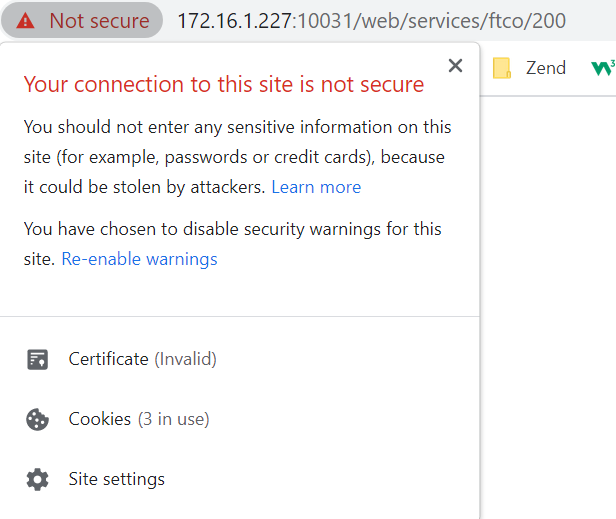 Not secure 172.16.1.227:10031/web/services/ftco/200
Zend W3
Your connection to this site is not secure
You should not enter any sensitive information on this
site (for example, passwords or credit cards), because
it could be stolen by attackers. Learn more
You have chosen to disable security warnings for this
site. Re-enable warnings
Certificate (Invalid)
Cookies (3 in use)
Site settings